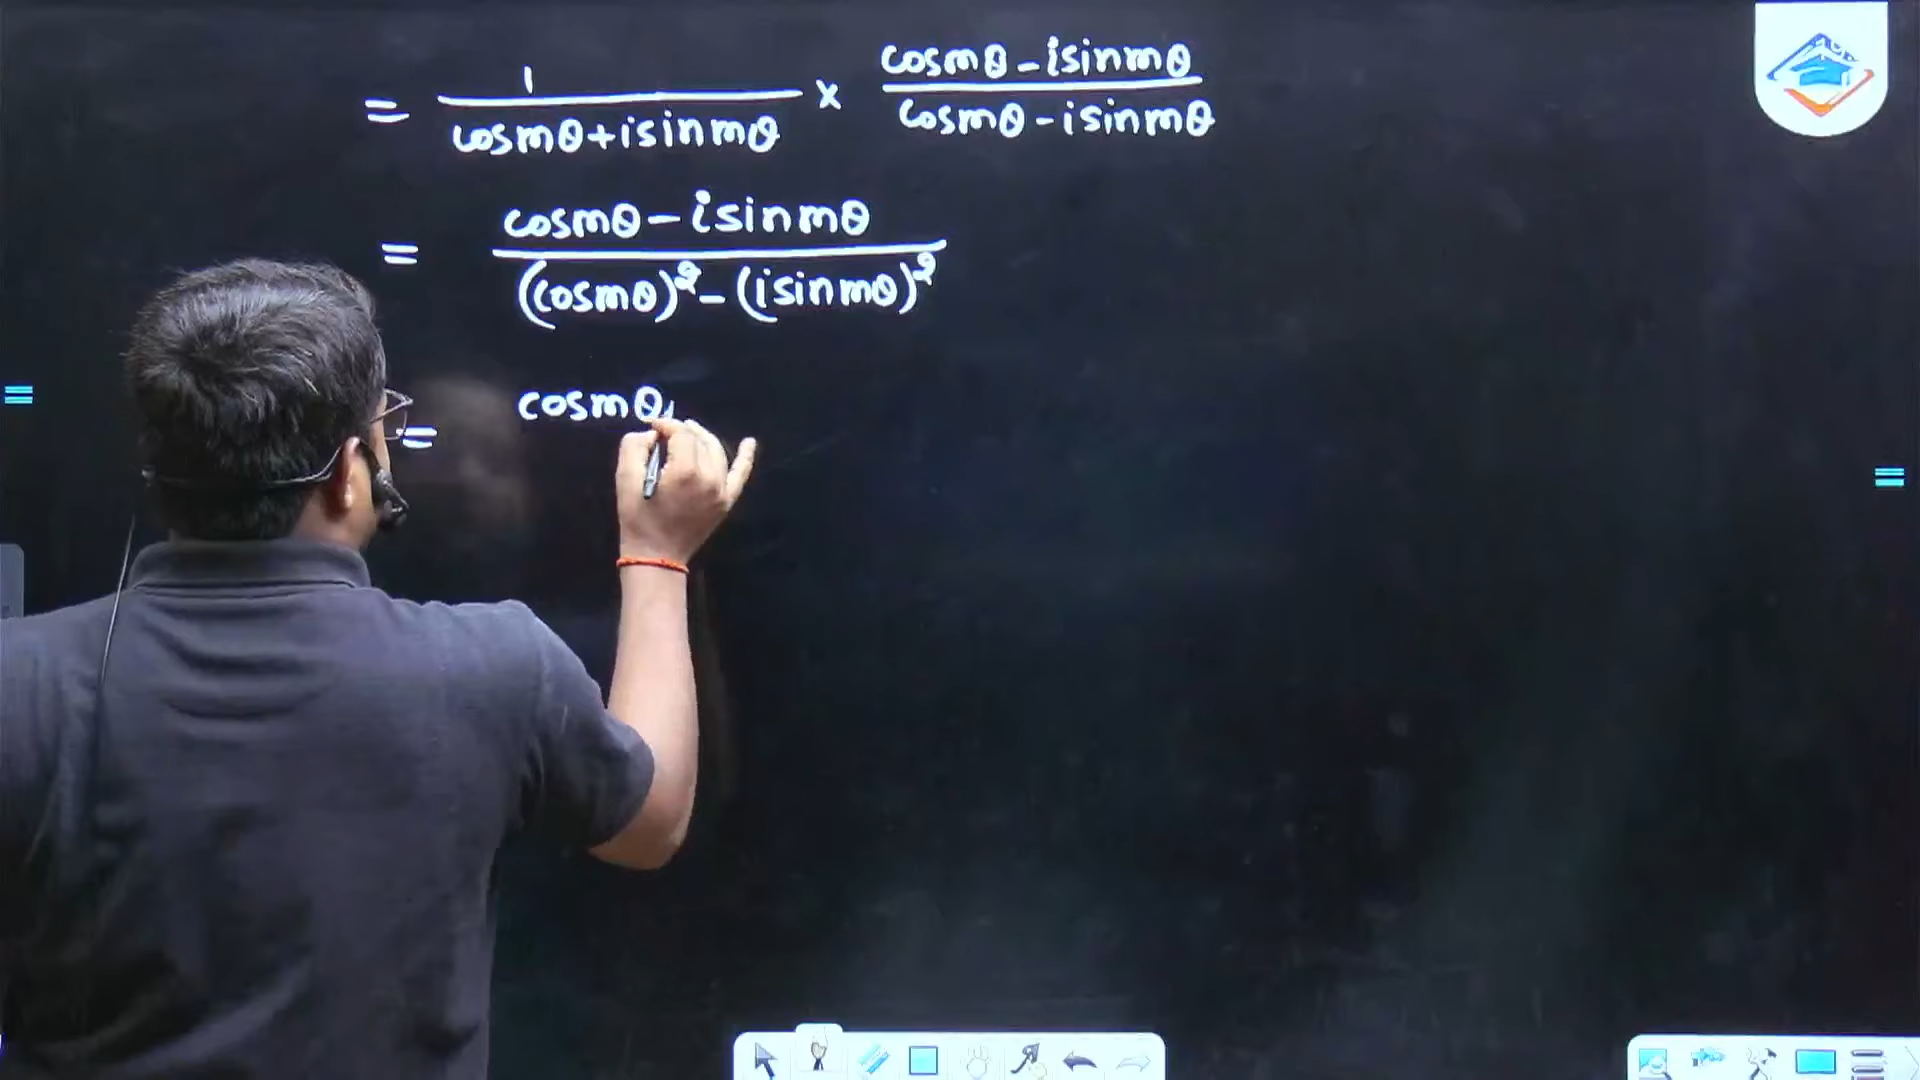 = 1/(cosmθ+isinmθ) × (cosmθ-isinmθ)/(cosmθ-isinmθ)
= (cosmθ-isinmθ)/((cosmθ)²-(isinmθ)²)
= cosmθ